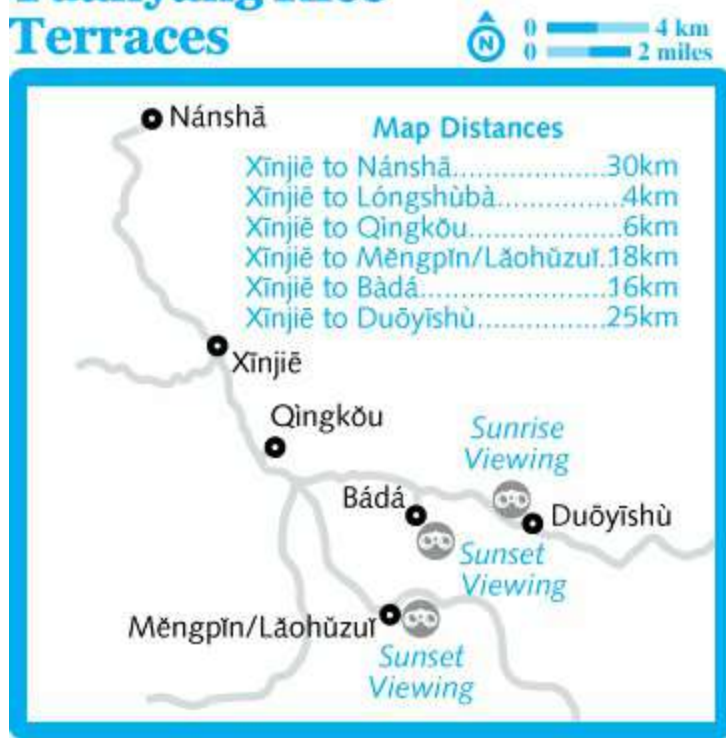 Rice
Terraces
N
0 4 km
0 2 miles
Nánshā
Map Distances
Xīnjiē to Nánshā...................30km
Xīnjiē to Lóngshùbà................4km
Xīnjiē to Qìngkǒu....................6km
Xīnjiē to Měngpǐn/Lǎohǔzuǐ.18km
Xīnjiē to Bàdá........................16km
Xīnjiē to Duōyīshù................25km
Xīnjiē
Qìngkǒu
Sunrise
Viewing
Bádá
Duōyīshù
Sunset
Viewing
Měngpǐn/Lǎohǔzuǐ
Sunset
Viewing